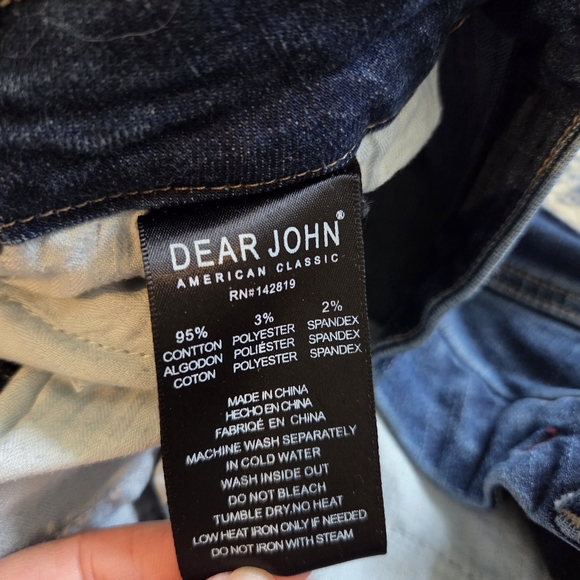 DEAR JOHN®
AMERICAN CLASSIC
RN#142819
95% 3% 2%
CONTTON POLYESTER SPANDEX
ALGODON POLIÉSTER SPANDEX
COTON POLYESTER SPANDEX
MADE IN CHINA
HECHO EN CHINA
FABRIQÉ EN CHINA
MACHINE WASH SEPARATELY
IN COLD WATER
WASH INSIDE OUT
DO NOT BLEACH
TUMBLE DRY.NO HEAT
LOW HEAT IRON ONLY IF NEEDED
DO NOT IRON WITH STEAM